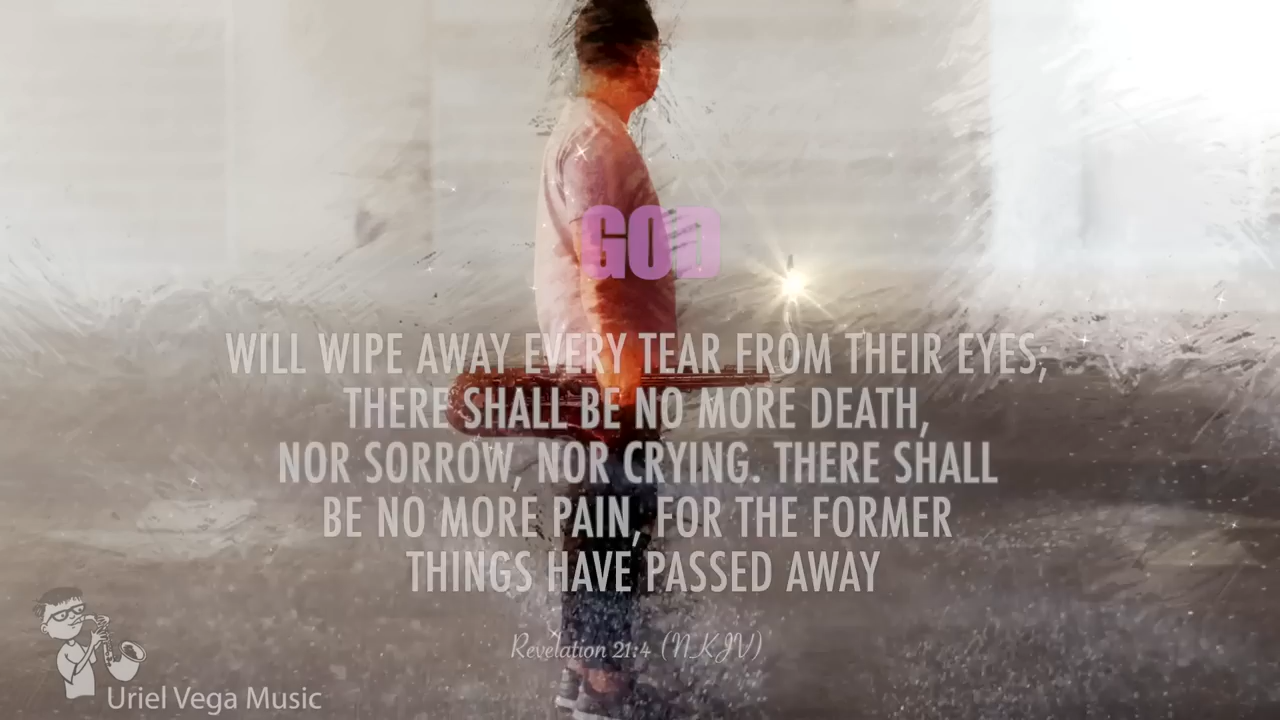 GOD
WILL WIPE AWAY EVERY TEAR FROM THEIR EYES;
THERE SHALL BE NO MORE DEATH,
NOR SORROW, NOR CRYING. THERE SHALL
BE NO MORE PAIN, FOR THE FORMER
THINGS HAVE PASSED AWAY
Revelation 21:4 (NKJV)
Uriel Vega Music